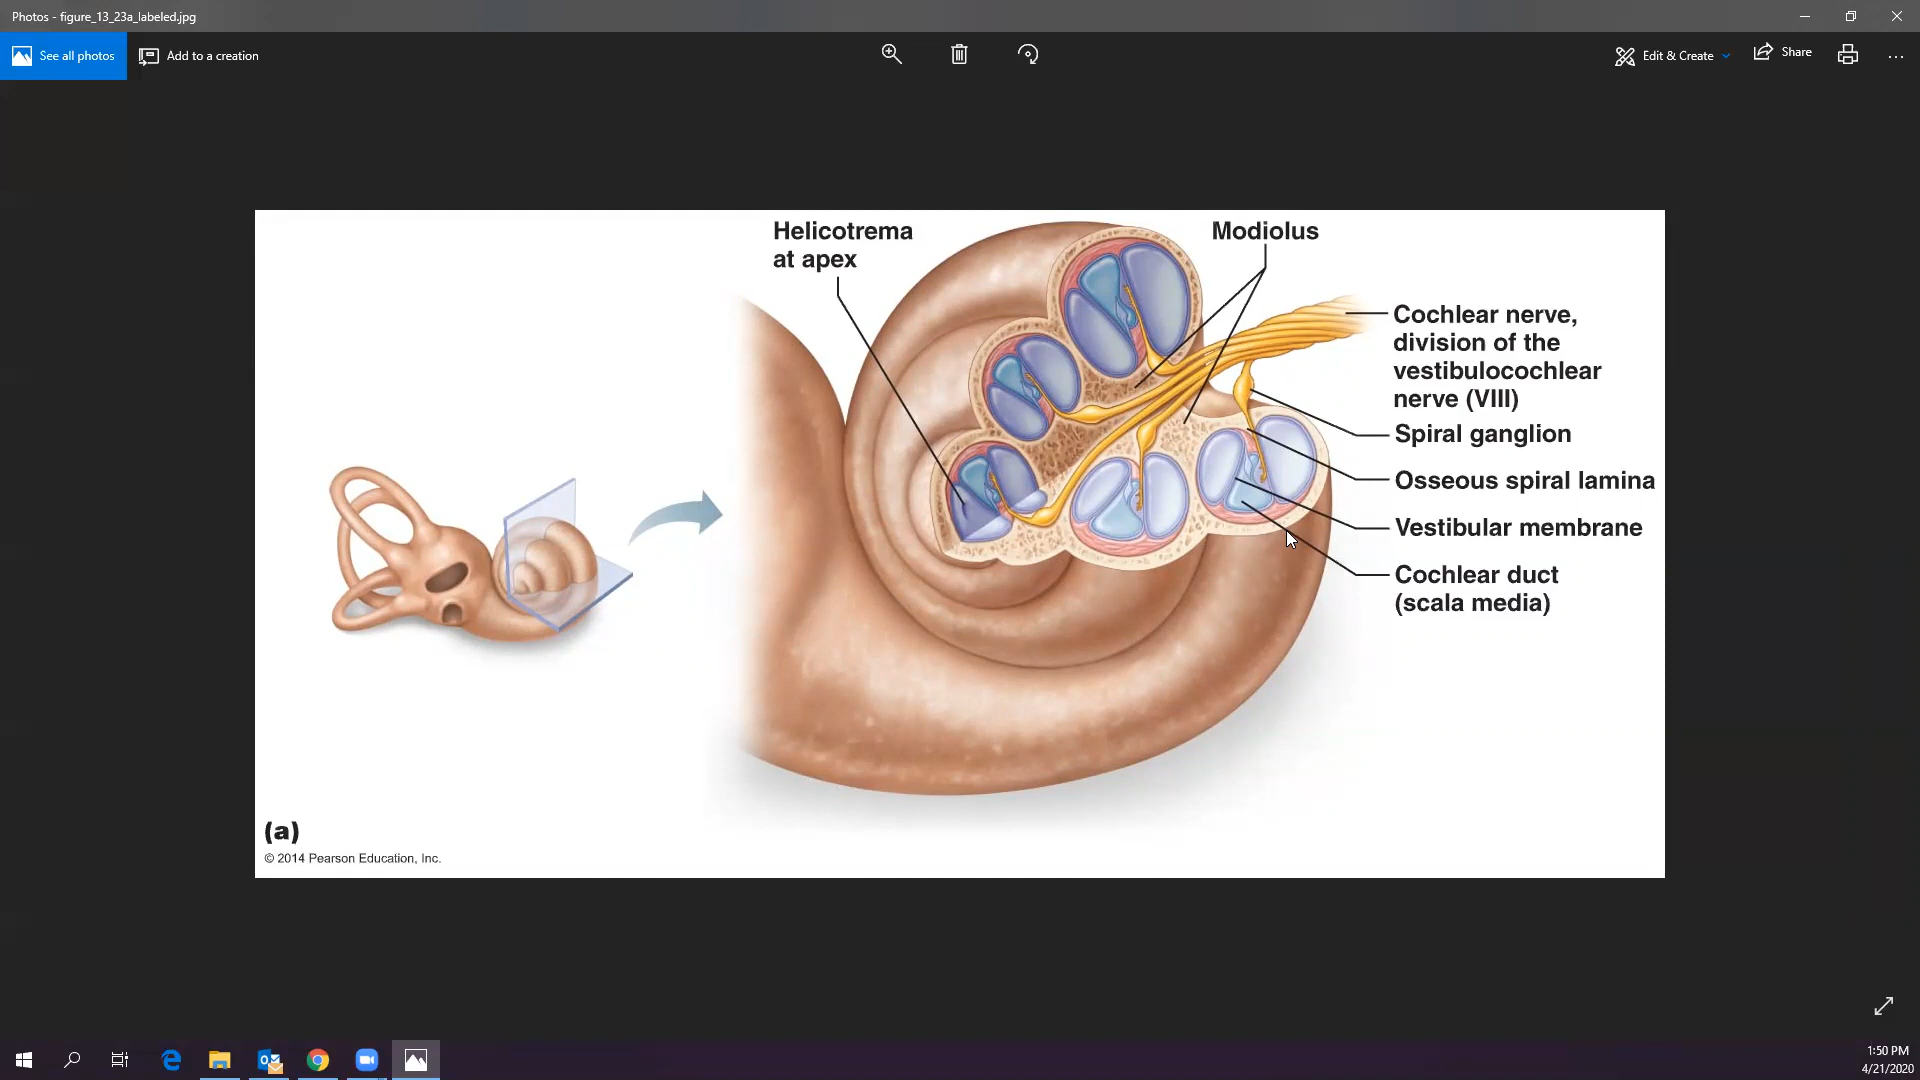 Photos - figure_13_23a_labeled.jpg
See all photos
Add to a creation
Edit & Create
Share
Helicotrema
at apex
Modiolus
Cochlear nerve,
division of the
vestibulocochlear
nerve (VIII)
Spiral ganglion
Osseous spiral lamina
Vestibular membrane
Cochlear duct
(scala media)
(a)
© 2014 Pearson Education, Inc.
1:50 PM
4/21/2020